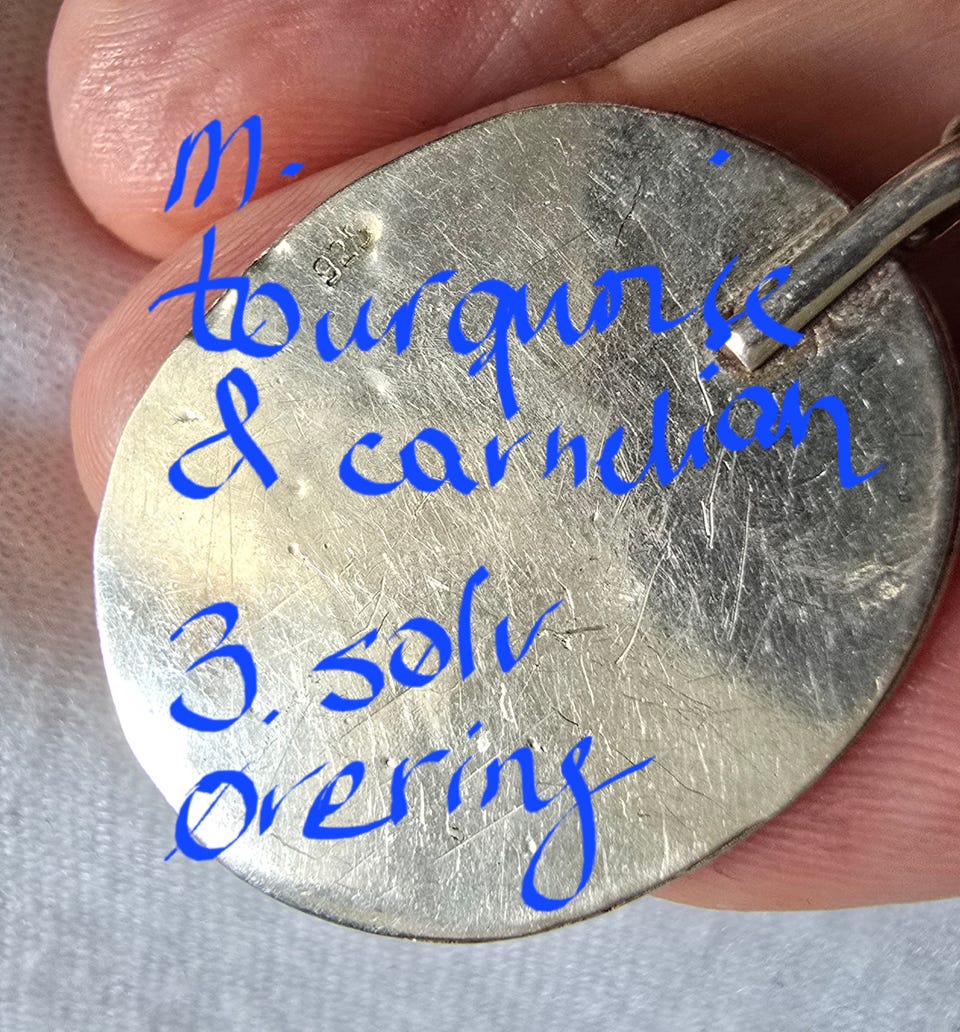 m.
925
tourquoise
& carnelian
3. sølv
ørering